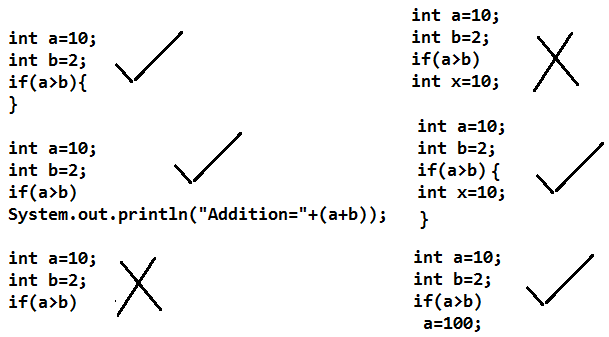 int a=10;
int b=2;
if(a>b){
}
int a=10;
int b=2;
if(a>b)
System.out.println("Addition="+(a+b));
int a=10;
int b=2;
if(a>b)
int a=10;
int b=2;
if(a>b)
int x=10;
int a=10;
int b=2;
if(a>b){
int x=10;
}
int a=10;
int b=2;
if(a>b)
a=100;